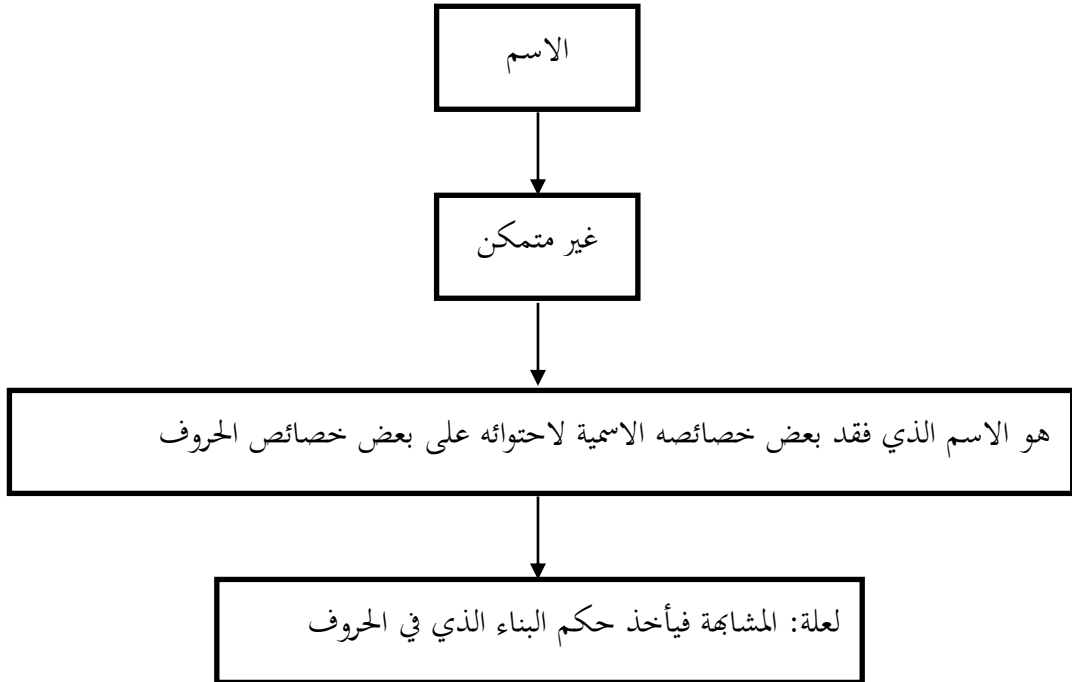 الاسم
غير متمكن
هو الاسم الذي فقد بعض خصائصه الاسمية لاحتوائه على بعض خصائص الحروف
لعلة: المشابهة فيأخذ حكم البناء الذي في الحروف